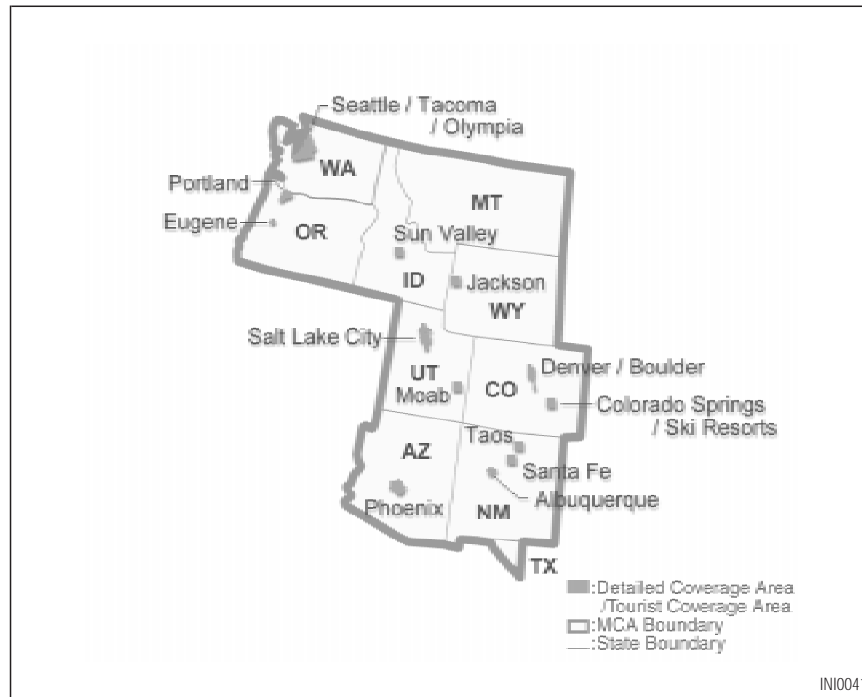 Seattle / Tacoma
/ Olympia
WA
Portland
MT
Eugene
OR
Sun Valley
ID
Jackson
WY
Salt Lake City
Denver / Boulder
UT
CO
Moab
Colorado Springs
/ Ski Resorts
Taos
AZ
Santa Fe
Albuquerque
Phoenix
NM
TX
:Detailed Coverage Area
/Tourist Coverage Area
:MCA Boundary
:State Boundary